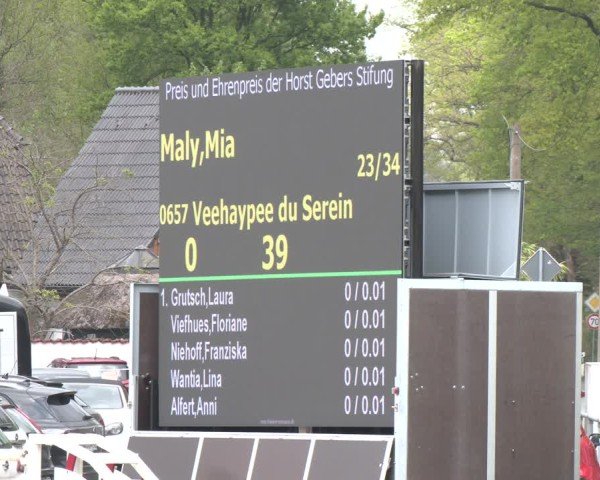 Preis und Ehrenpreis der Horst Gebers Stifung
Maly,Mia
23/34
0657 Veehaypee du Serein
0 39
1. Grutsch,Laura 0 / 0.01
Viefhues,Floriane 0 / 0.01
Niehoff,Franziska 0 / 0.01
Wantia,Lina 0 / 0.01
Alfert,Anni 0 / 0.01
70